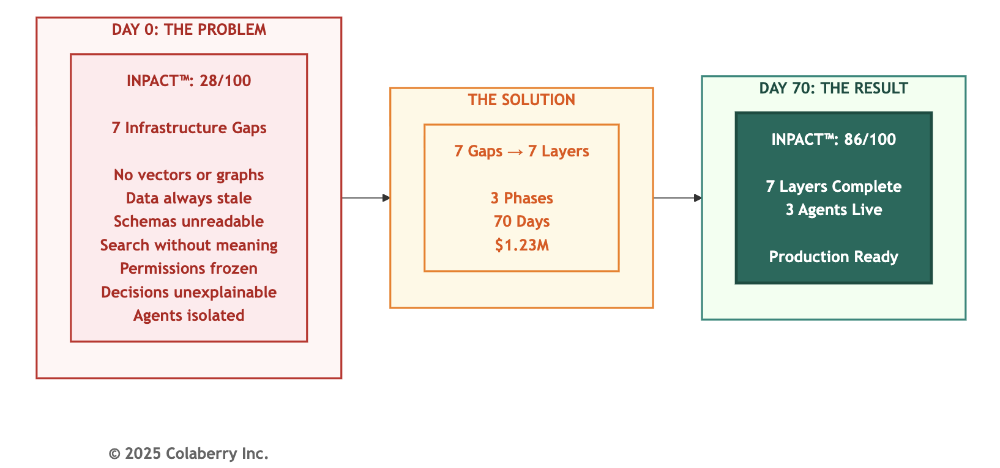 DAY 0: THE PROBLEM
INPACT™: 28/100
7 Infrastructure Gaps
No vectors or graphs
Data always stale
Schemas unreadable
Search without meaning
Permissions frozen
Decisions unexplainable
Agents isolated
THE SOLUTION
7 Gaps → 7 Layers
3 Phases
70 Days
$1.23M
DAY 70: THE RESULT
INPACT™: 86/100
7 Layers Complete
3 Agents Live
Production Ready
© 2025 Colaberry Inc.